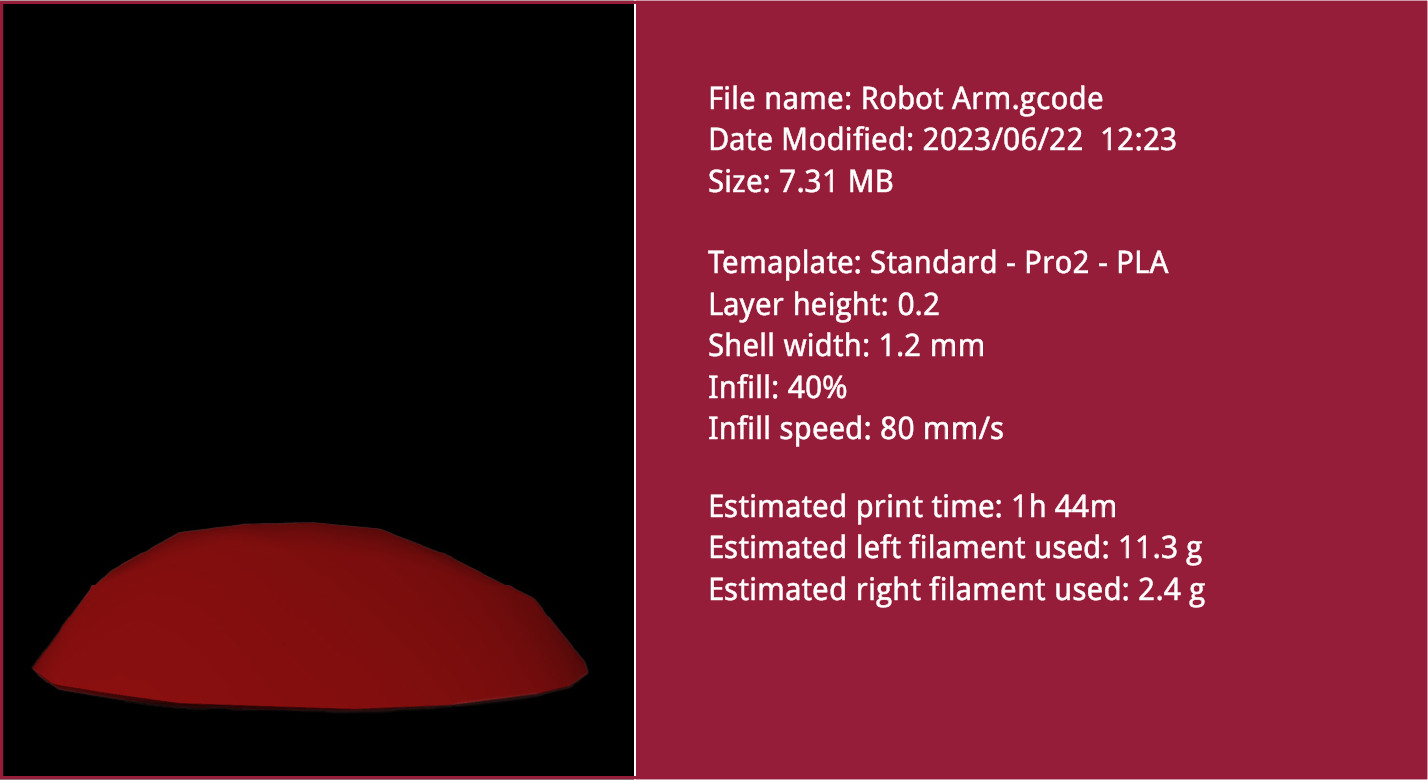 File name: Robot Arm.gcode
Date Modified: 2023/06/22  12:23
Size: 7.31 MB
Temaplate: Standard - Pro2 - PLA
Layer height: 0.2
Shell width: 1.2 mm
Infill: 40%
Infill speed: 80 mm/s
Estimated print time: 1h 44m
Estimated left filament used: 11.3 g
Estimated right filament used: 2.4 g